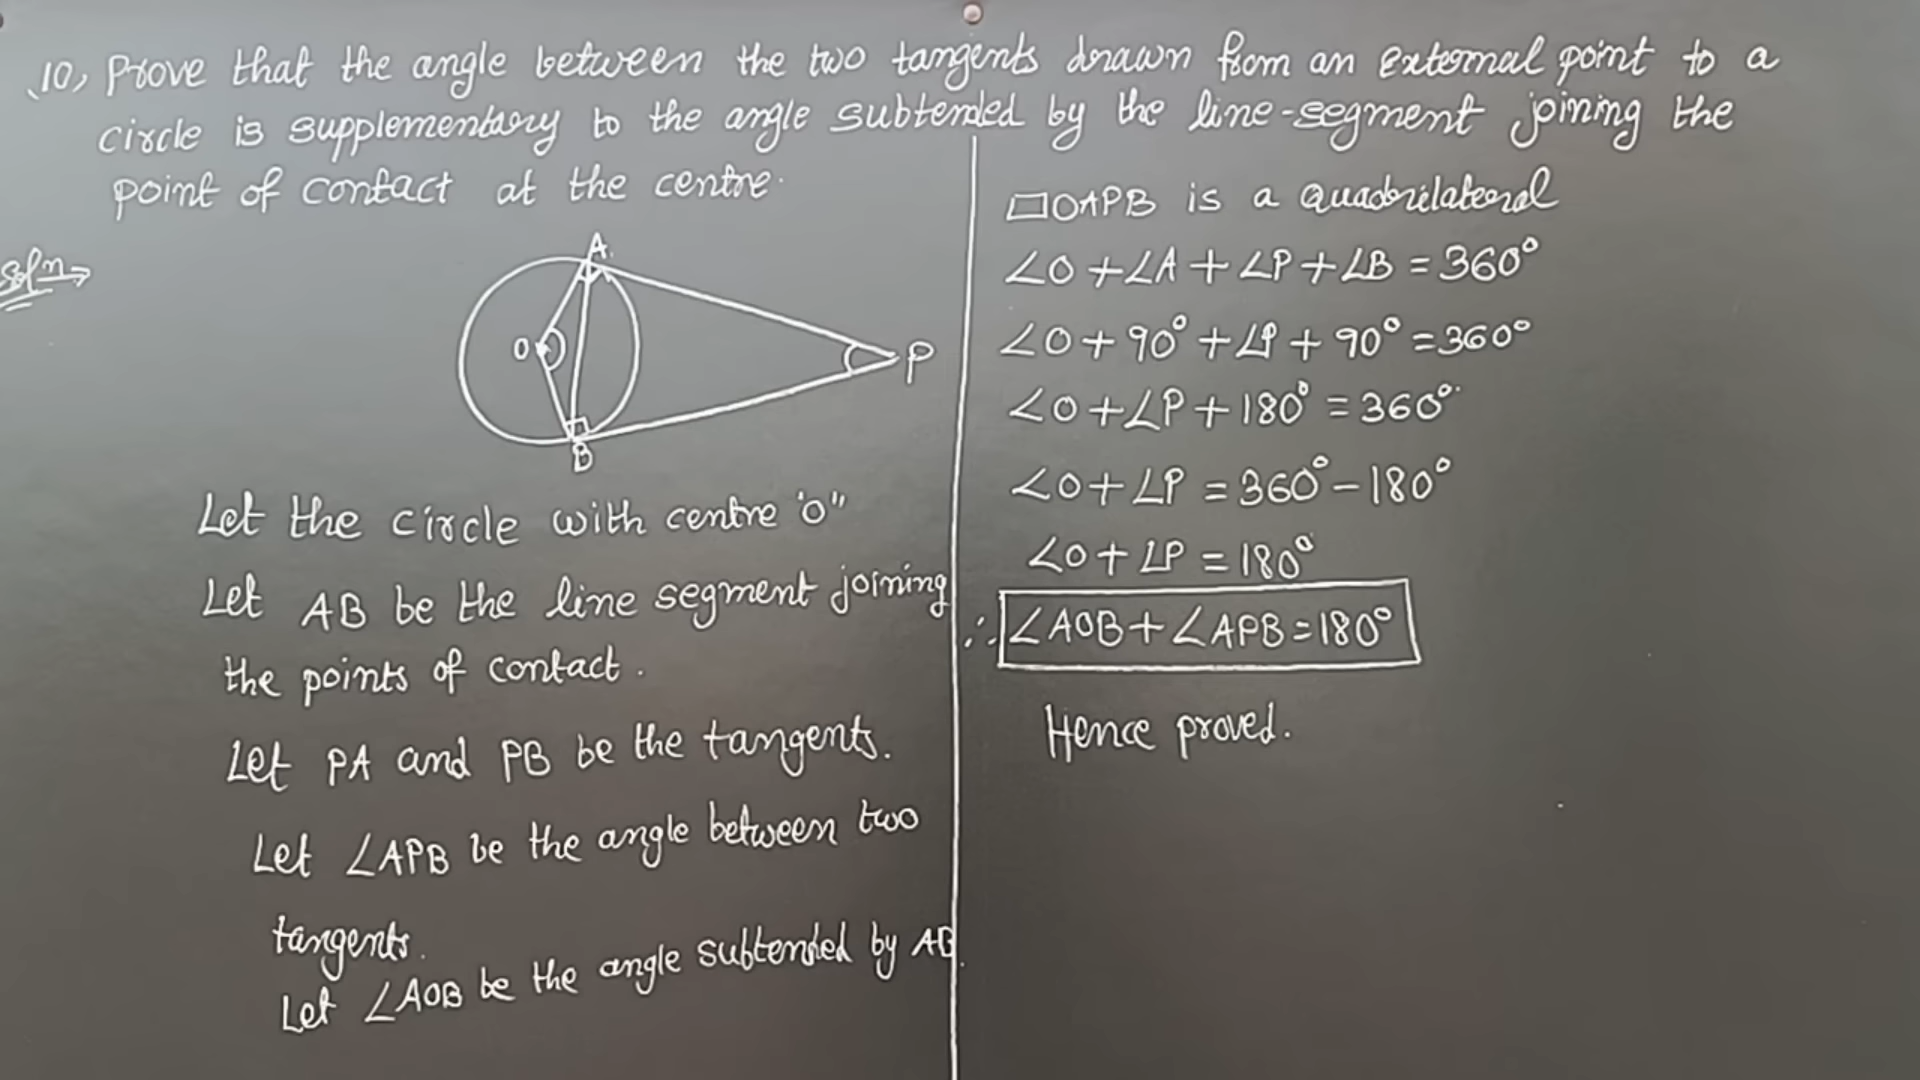 10, Prove that the angle between the two tangents drawn from an external point to a
circle is supplementary to the angle subtended by the line-segment joining the
point of contact at the centre.
Soln→
A
O
P
B
Let the circle with centre "O"
Let AB be the line segment joining
the points of contact.
Let PA and PB be the tangents.
Let ∠APB be the angle between two
tangents.
Let ∠AOB be the angle subtended by AB.
▭OAPB is a Quadrilateral
∠O+∠A+∠P+∠B=360°
∠O+90°+∠P+90°=360°
∠O+∠P+180°=360°
∠O+∠P=360°-180°
∠O+∠P=180°
∴ ∠AOB+∠APB=180°
Hence proved.